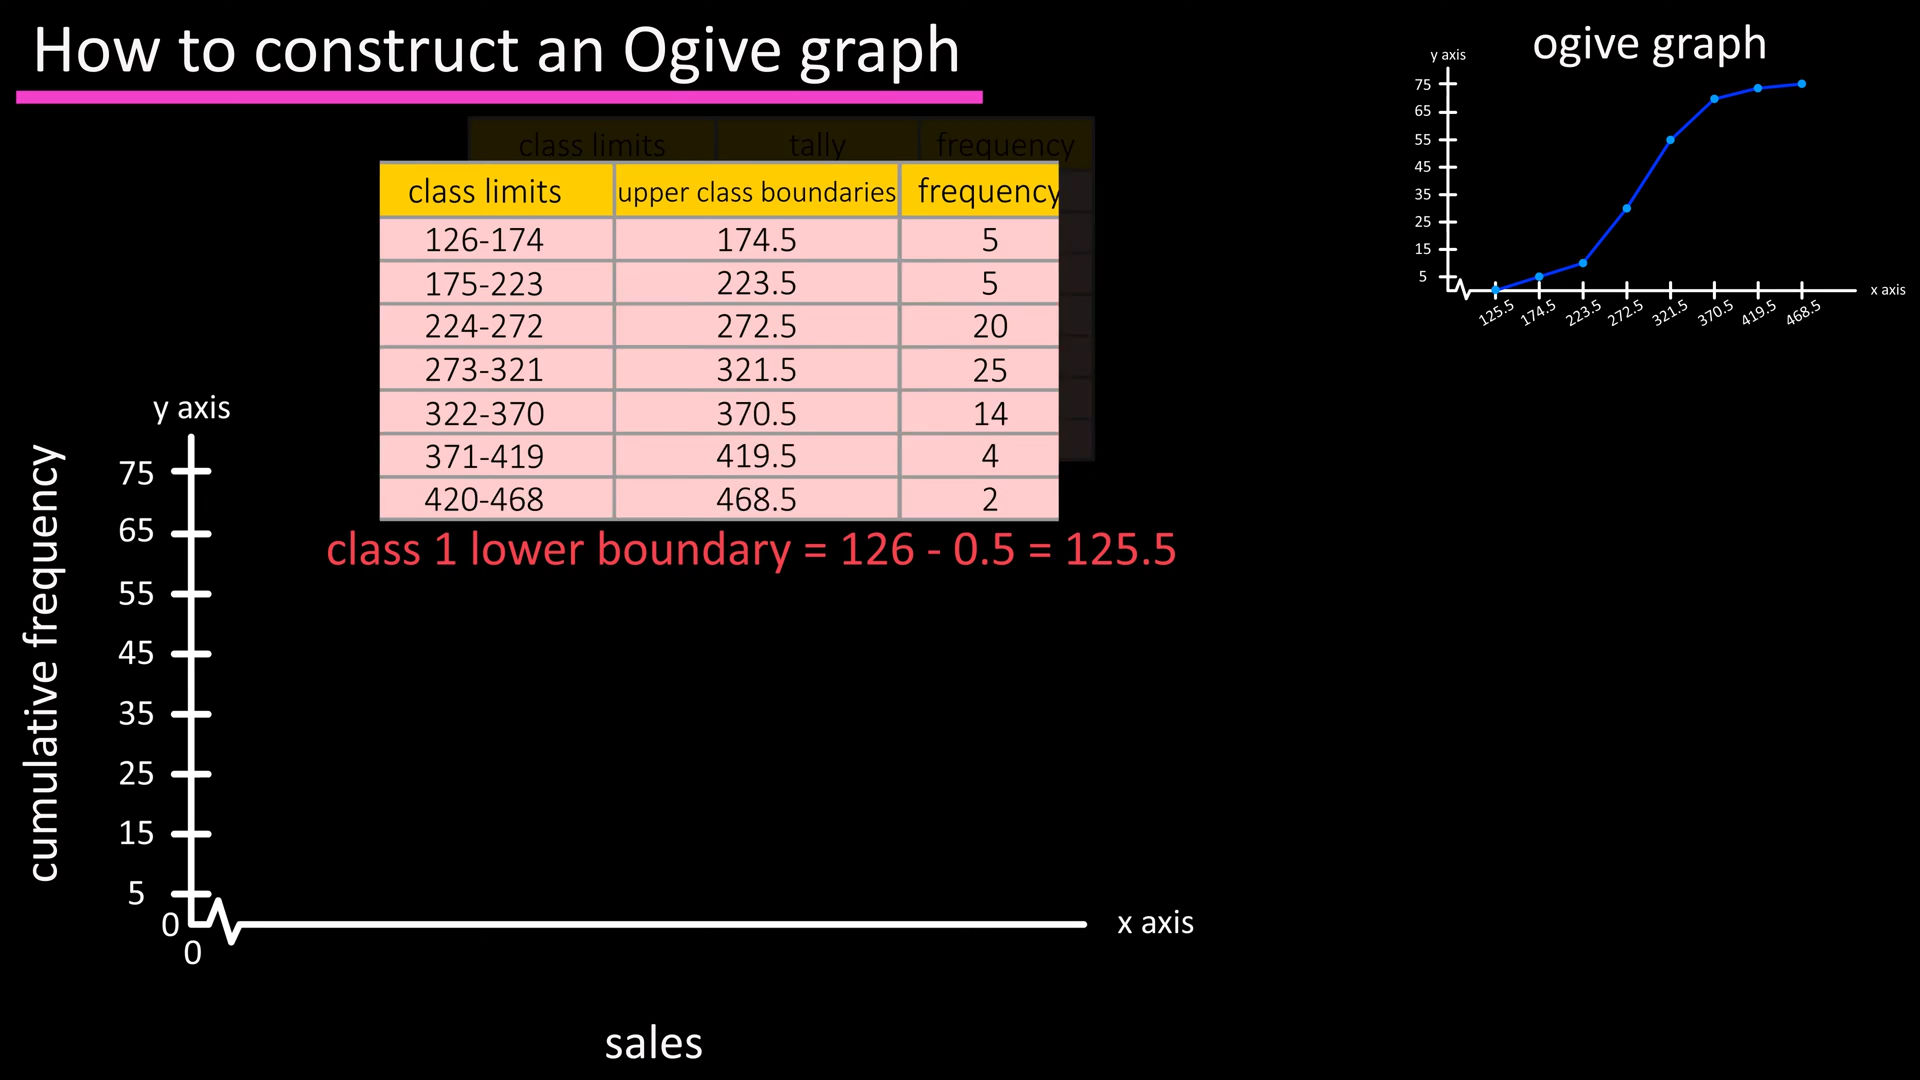 How to construct an Ogive graph
ogive graph
y axis
75
65
55
45
35
25
15
5
x axis
125.5 174.5 223.5 272.5 321.5 370.5 419.5 468.5
class limits tally frequency
class limits upper class boundaries frequency
126-174 174.5 5
175-223 223.5 5
224-272 272.5 20
273-321 321.5 25
322-370 370.5 14
371-419 419.5 4
420-468 468.5 2
class 1 lower boundary = 126 - 0.5 = 125.5
y axis
cumulative frequency
75
65
55
45
35
25
15
5
0
0
x axis
sales